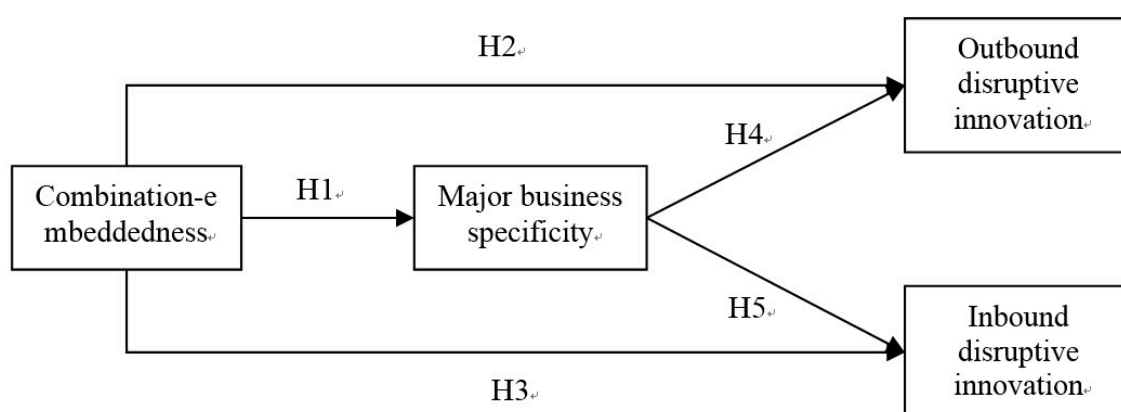 H2
Outbound
disruptive
innovation
H4
Combination-e
mbeddedness
H1
Major business
specificity
H5
Inbound
disruptive
innovation
H3